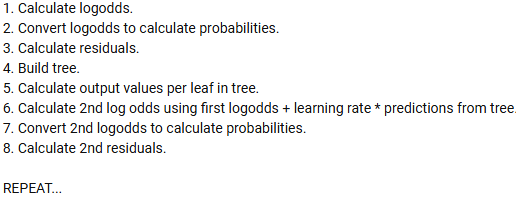 1. Calculate logodds.
2. Convert logodds to calculate probabilities.
3. Calculate residuals.
4. Build tree.
5. Calculate output values per leaf in tree.
6. Calculate 2nd log odds using first logodds + learning rate * predictions from tree.
7. Convert 2nd logodds to calculate probabilities.
8. Calculate 2nd residuals.
REPEAT...